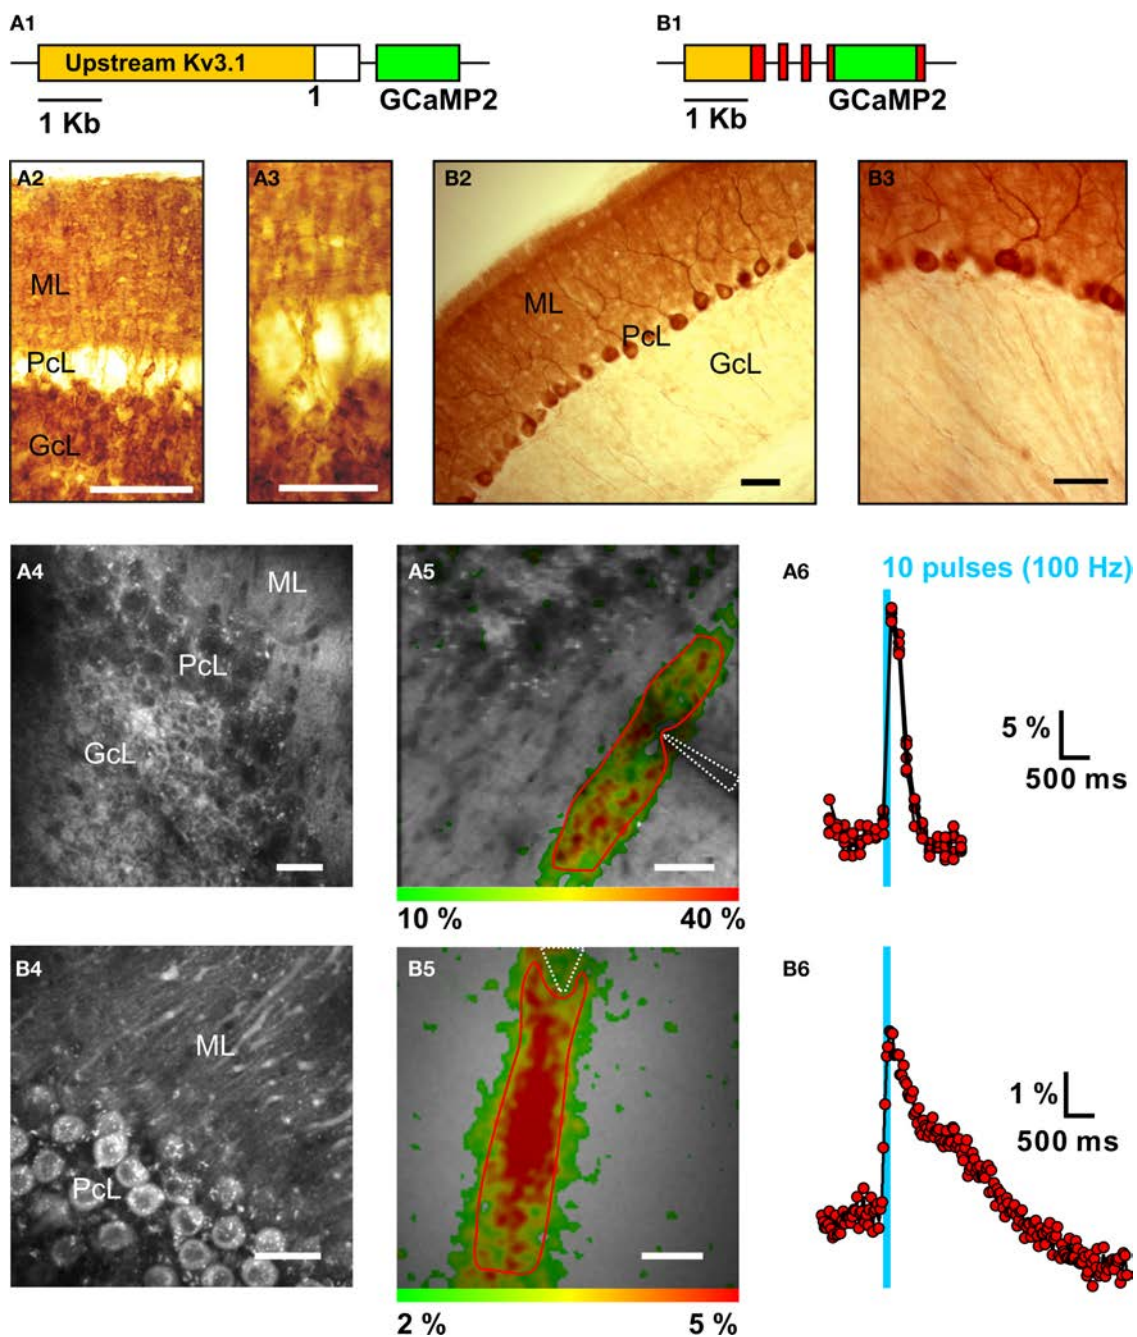 A1
Upstream Kv3.1
1
GCaMP2
1 Kb
B1
GCaMP2
1 Kb
A2
ML
PcL
GcL
A3
B2
ML
PcL
GcL
B3
A4
ML
PcL
GcL
A5
10 %
40 %
A6
10 pulses (100 Hz)
5 %
500 ms
B4
ML
PcL
B5
2 %
5 %
B6
1 %
500 ms